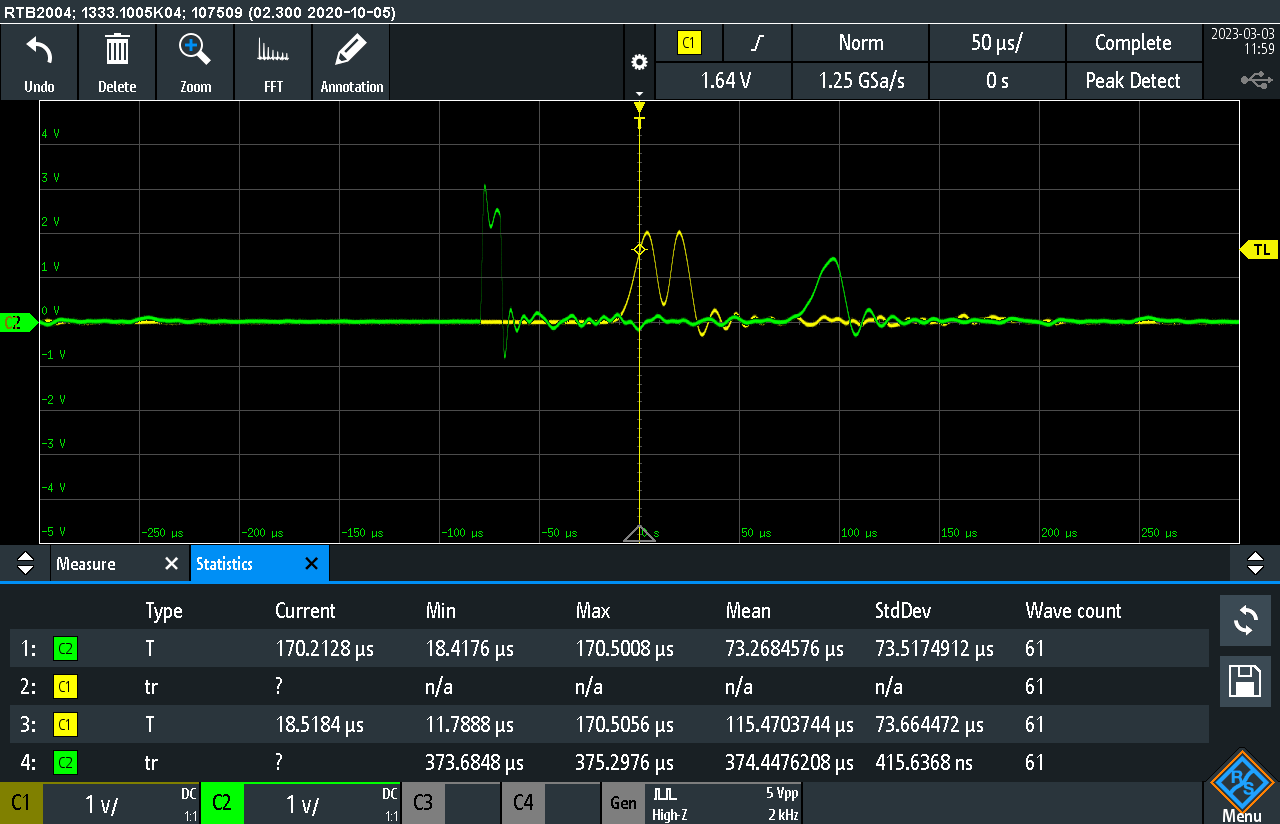 RTB2004; 1333.1005K04; 107509 (02.300 2020-10-05)
Undo Delete Zoom FFT Annotation
C1 Norm 50 µs/ Complete
1.64 V 1.25 GSa/s 0 s Peak Detect
2023-03-03
11:59
T
4 V
3 V
2 V
1 V
TL
0 V
C2
-1 V
-2 V
-3 V
-4 V
-5 V
-250 µs -200 µs -150 µs -100 µs -50 µs 0 s 50 µs 100 µs 150 µs 200 µs 250 µs
Measure Statistics
Type Current Min Max Mean StdDev Wave count
1: C2 T 170.2128 µs 18.4176 µs 170.5008 µs 73.2684576 µs 73.5174912 µs 61
2: C1 tr ? n/a n/a n/a n/a 61
3: C1 T 18.5184 µs 11.7888 µs 170.5056 µs 115.4703744 µs 73.664472 µs 61
4: C2 tr ? 373.6848 µs 375.2976 µs 374.4476208 µs 415.6368 ns 61
C1 1 V/ DC 1:1 C2 1 V/ DC 1:1 C3 C4 Gen High-Z 5 Vpp 2 kHz
R S
Menu